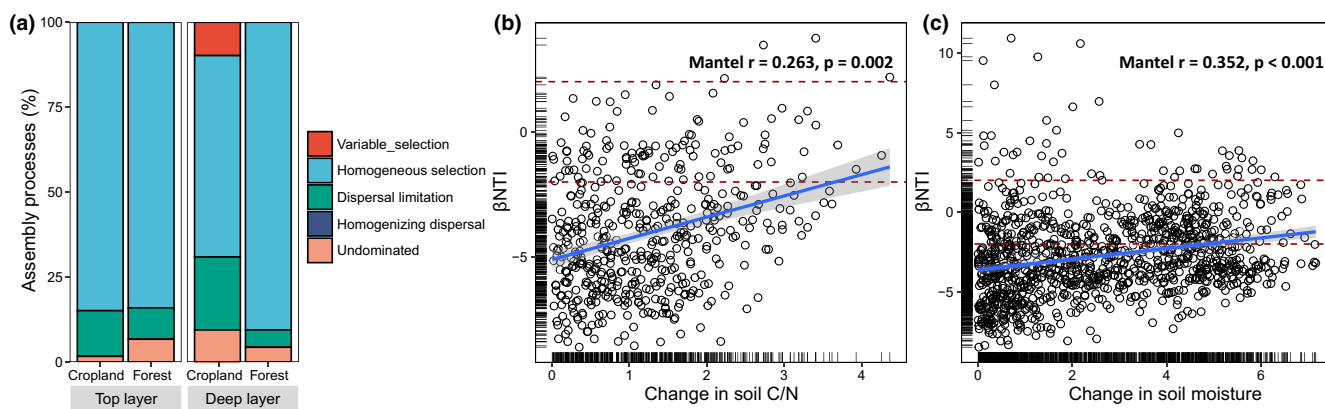 (a)
100
75
50
25
0
Assembly processes (%)
Cropland Forest Cropland Forest
Top layer Deep layer
Variable_selection
Homogeneous selection
Dispersal limitation
Homogenizing dispersal
Undominated
(b)
Mantel r = 0.263, p = 0.002
βNTI
0
−5
0 1 2 3 4
Change in soil C/N
(c)
Mantel r = 0.352, p < 0.001
βNTI
10
5
0
−5
0 2 4 6
Change in soil moisture